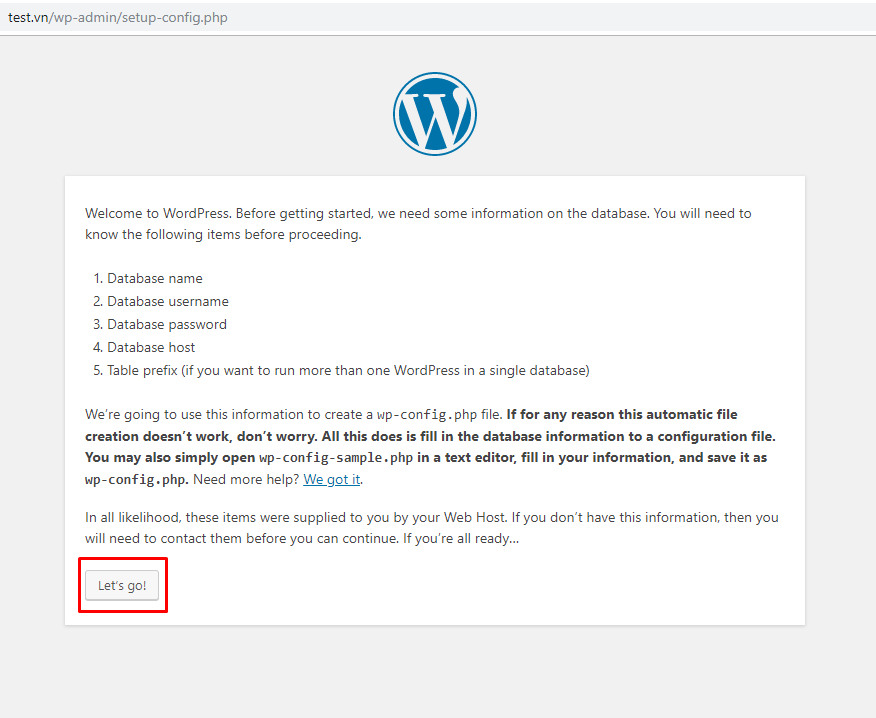 test.vn/wp-admin/setup-config.php
Welcome to WordPress. Before getting started, we need some information on the database. You will need to
know the following items before proceeding.
1. Database name
2. Database username
3. Database password
4. Database host
5. Table prefix (if you want to run more than one WordPress in a single database)
We’re going to use this information to create a wp-config.php file. If for any reason this automatic file
creation doesn’t work, don’t worry. All this does is fill in the database information to a configuration file.
You may also simply open wp-config-sample.php in a text editor, fill in your information, and save it as
wp-config.php. Need more help? We got it.
In all likelihood, these items were supplied to you by your Web Host. If you don’t have this information, then you
will need to contact them before you can continue. If you’re all ready…
Let’s go!